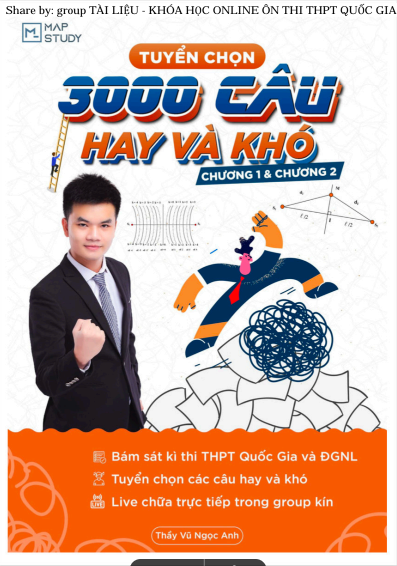 Share by: group TÀI LIỆU - KHÓA HỌC ONLINE ÔN THI THPT QUỐC GIA
MAP
STUDY
TUYỂN CHỌN
3000 CÂU
HAY VÀ KHÓ
CHƯƠNG 1 & CHƯƠNG 2
Bám sát kì thi THPT Quốc Gia và ĐGNL
Tuyển chọn các câu hay và khó
LIVE
Live chữa trực tiếp trong group kín
Thầy Vũ Ngọc Anh